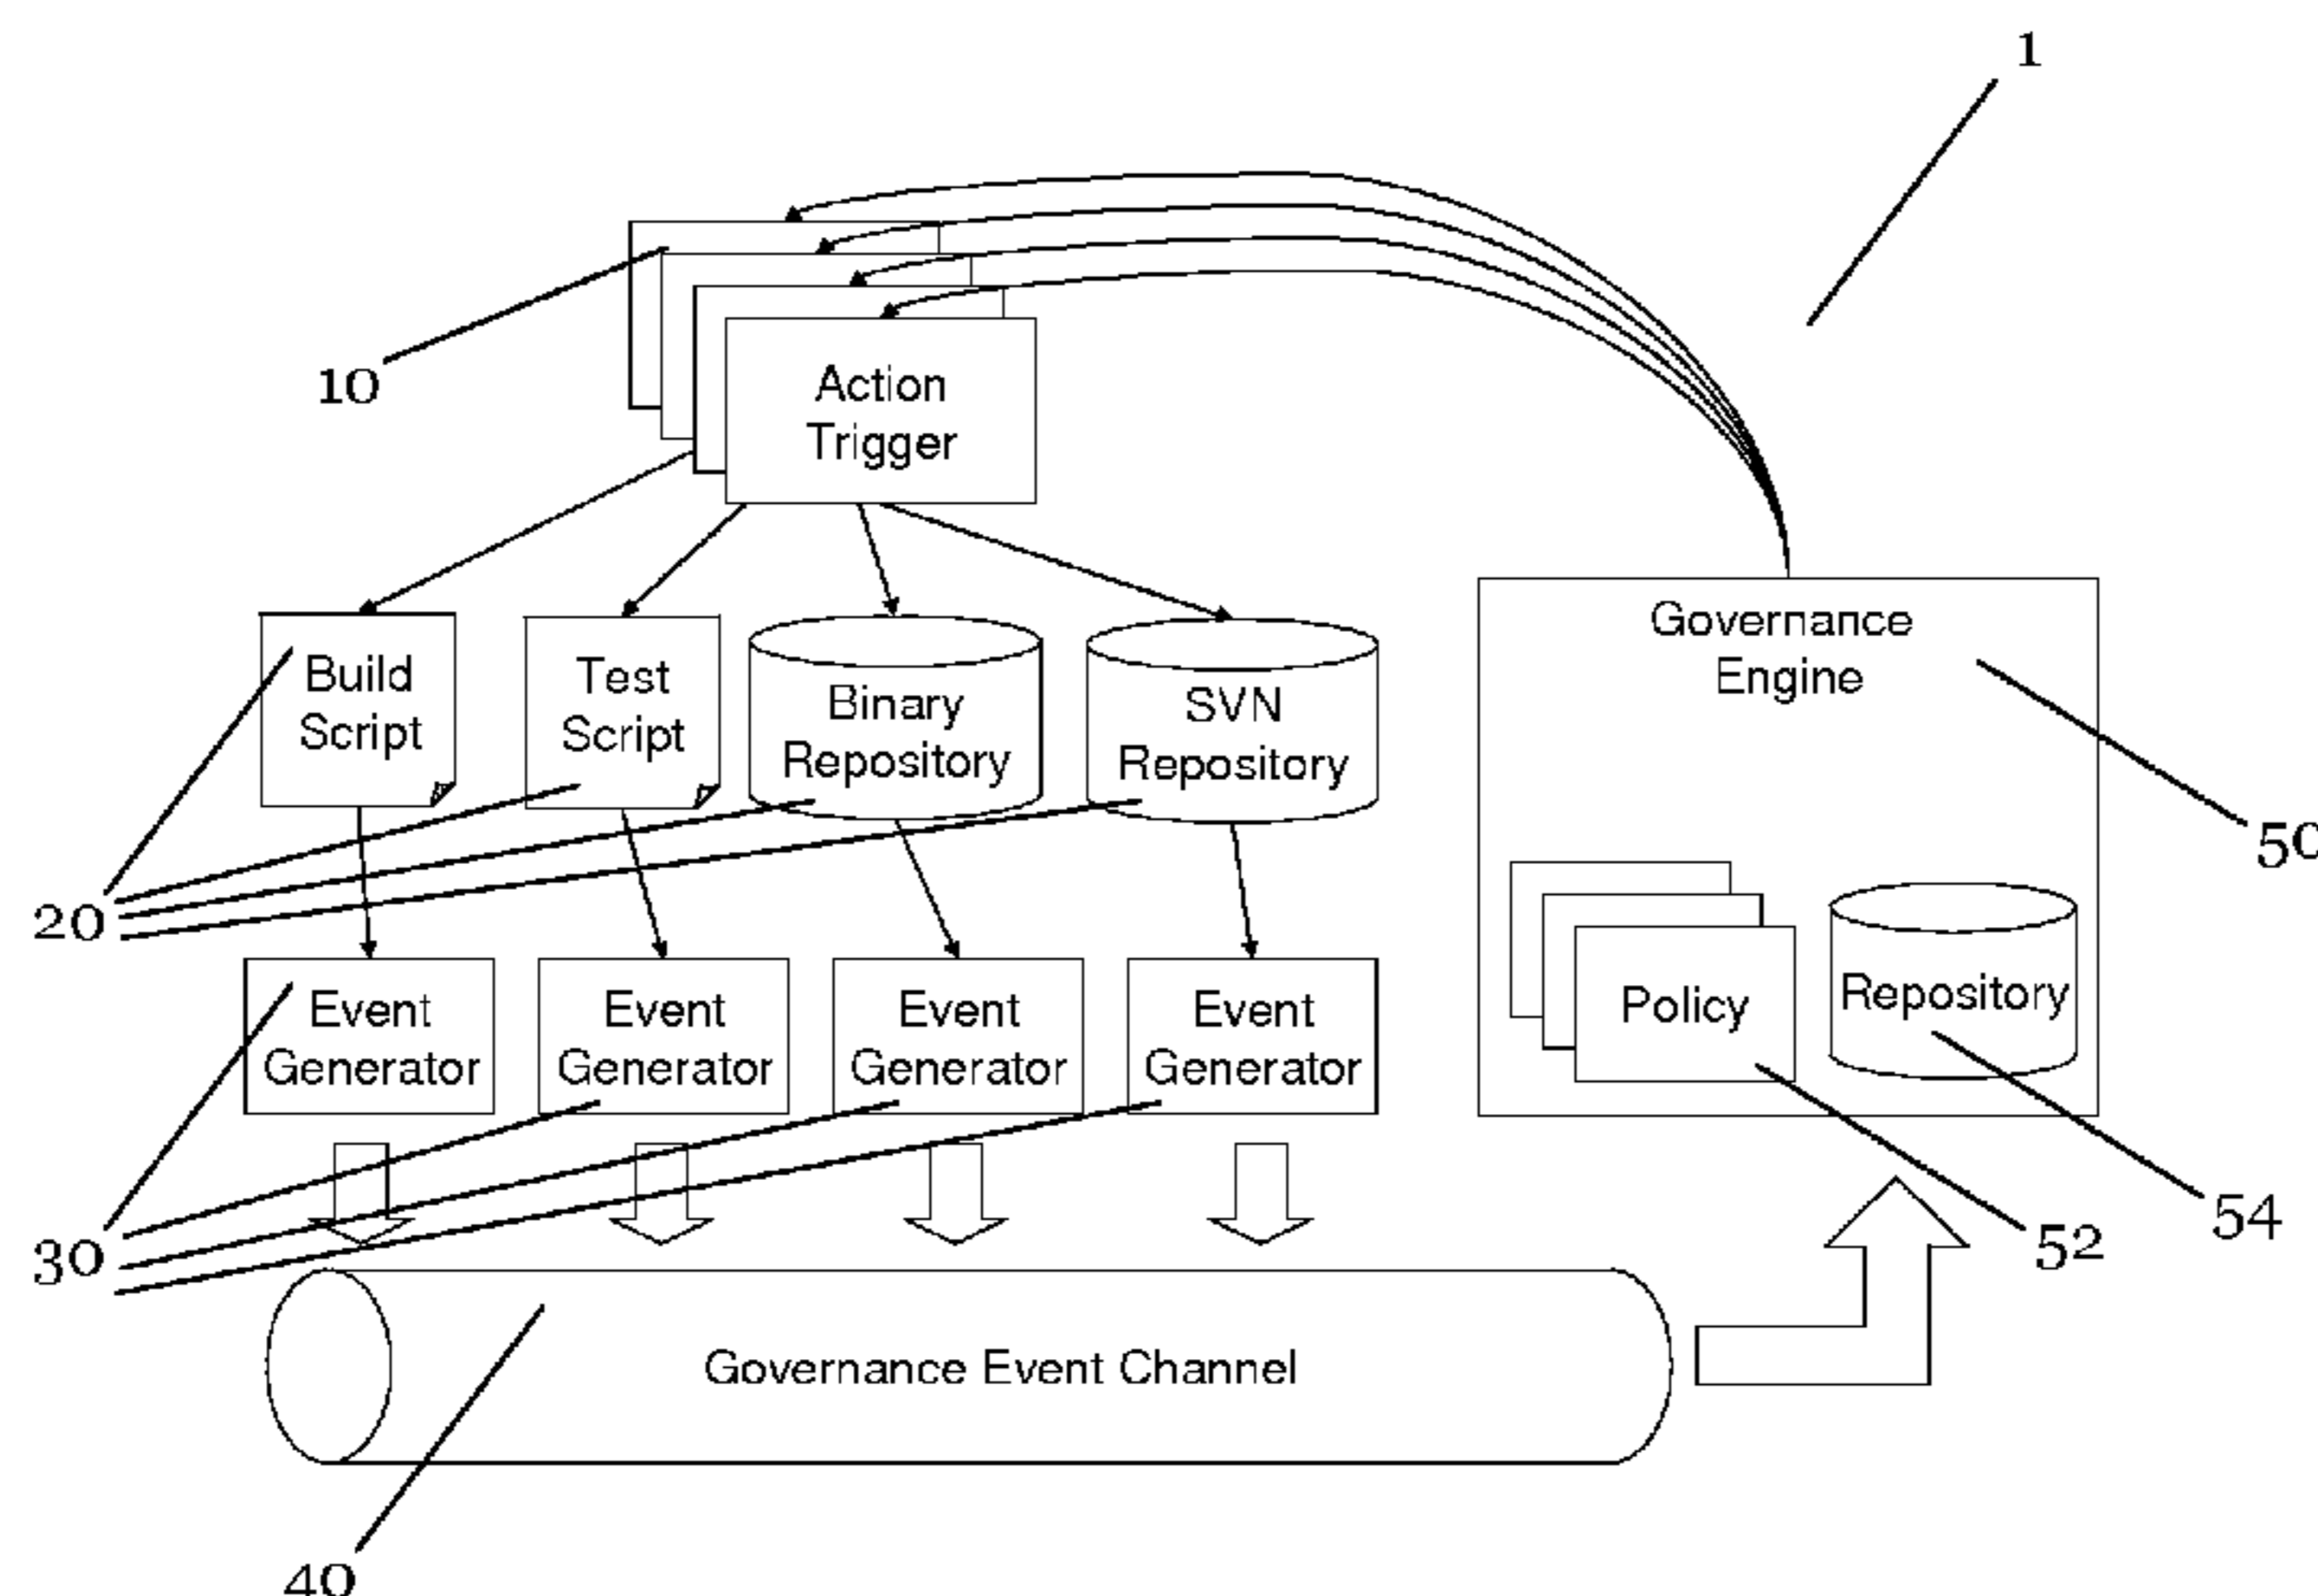 1
10
Action
Trigger
Build
Script
Test
Script
Binary
Repository
SVN
Repository
Governance
Engine
50
20
Event
Generator
Event
Generator
Event
Generator
Event
Generator
Policy
Repository
54
52
30
Governance Event Channel
40